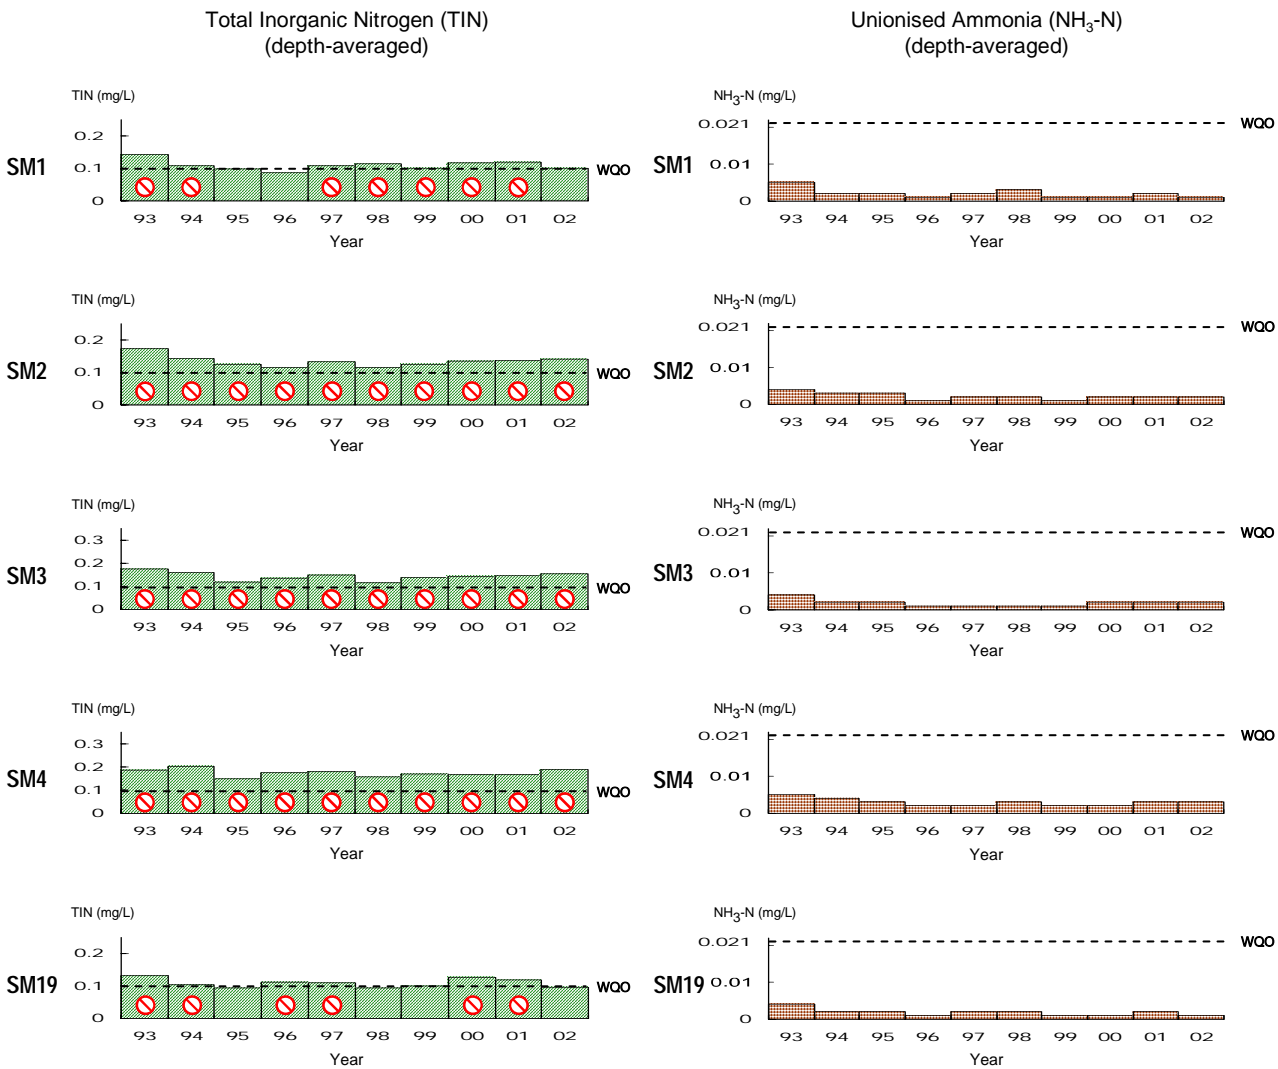 Total Inorganic Nitrogen (TIN)
(depth-averaged)
Unionised Ammonia (NH3-N)
(depth-averaged)
TIN (mg/L)
SM1
0.2
0.1
0
WQO
93 94 95 96 97 98 99 00 01 02
Year
NH3-N (mg/L)
SM1
0.021
0.01
0
WQO
93 94 95 96 97 98 99 00 01 02
Year
TIN (mg/L)
SM2
0.2
0.1
0
WQO
93 94 95 96 97 98 99 00 01 02
Year
NH3-N (mg/L)
SM2
0.021
0.01
0
WQO
93 94 95 96 97 98 99 00 01 02
Year
TIN (mg/L)
SM3
0.3
0.2
0.1
0
WQO
93 94 95 96 97 98 99 00 01 02
Year
NH3-N (mg/L)
SM3
0.021
0.01
0
WQO
93 94 95 96 97 98 99 00 01 02
Year
TIN (mg/L)
SM4
0.3
0.2
0.1
0
WQO
93 94 95 96 97 98 99 00 01 02
Year
NH3-N (mg/L)
SM4
0.021
0.01
0
WQO
93 94 95 96 97 98 99 00 01 02
Year
TIN (mg/L)
SM19
0.2
0.1
0
WQO
93 94 95 96 97 98 99 00 01 02
Year
NH3-N (mg/L)
SM19
0.021
0.01
0
WQO
93 94 95 96 97 98 99 00 01 02
Year